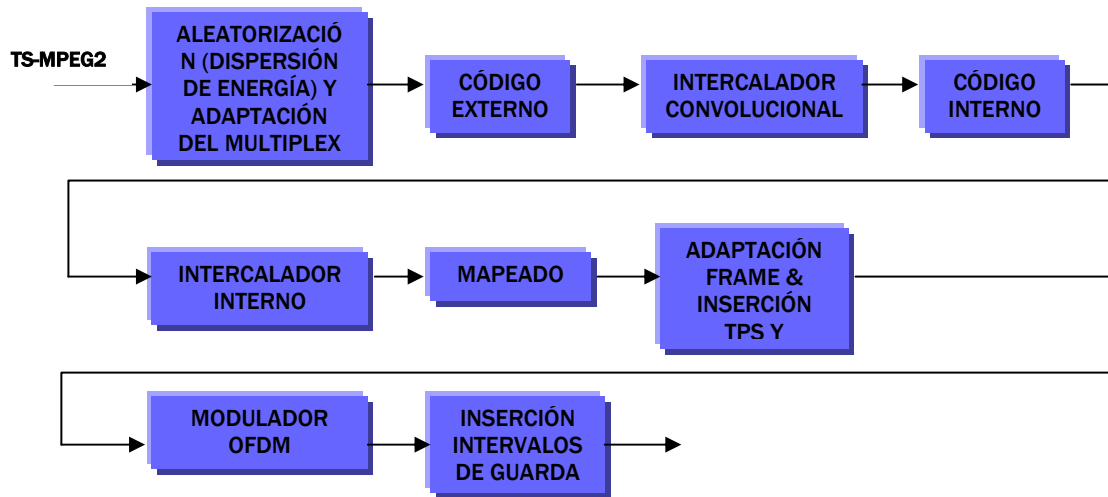 TS-MPEG2
ALEATORIZACIÓ
N (DISPERSIÓN
DE ENERGÍA) Y
ADAPTACIÓN
DEL MULTIPLEX
CÓDIGO
EXTERNO
INTERCALADOR
CONVOLUCIONAL
CÓDIGO
INTERNO
INTERCALADOR
INTERNO
MAPEADO
ADAPTACIÓN
FRAME &
INSERCIÓN
TPS Y
MODULADOR
OFDM
INSERCIÓN
INTERVALOS
DE GUARDA